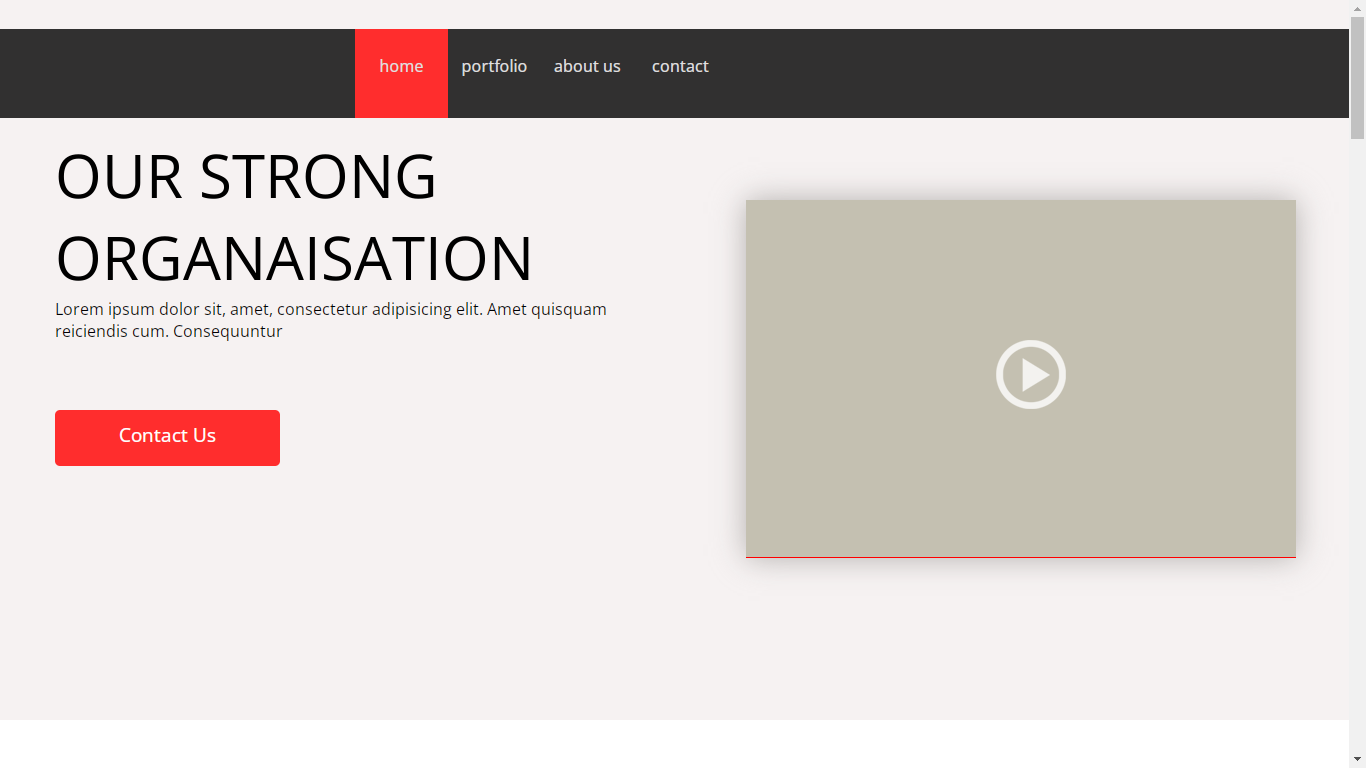 home portfolio about us contact
OUR STRONG
ORGANAISATION
Lorem ipsum dolor sit, amet, consectetur adipisicing elit. Amet quisquam
reiciendis cum. Consequuntur
Contact Us